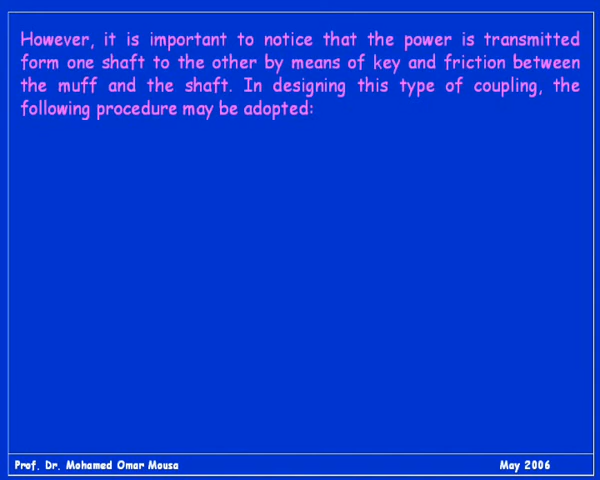 However, it is important to notice that the power is transmitted
form one shaft to the other by means of key and friction between
the muff and the shaft. In designing this type of coupling, the
following procedure may be adopted:
Prof. Dr. Mohamed Omar Mousa
May 2006